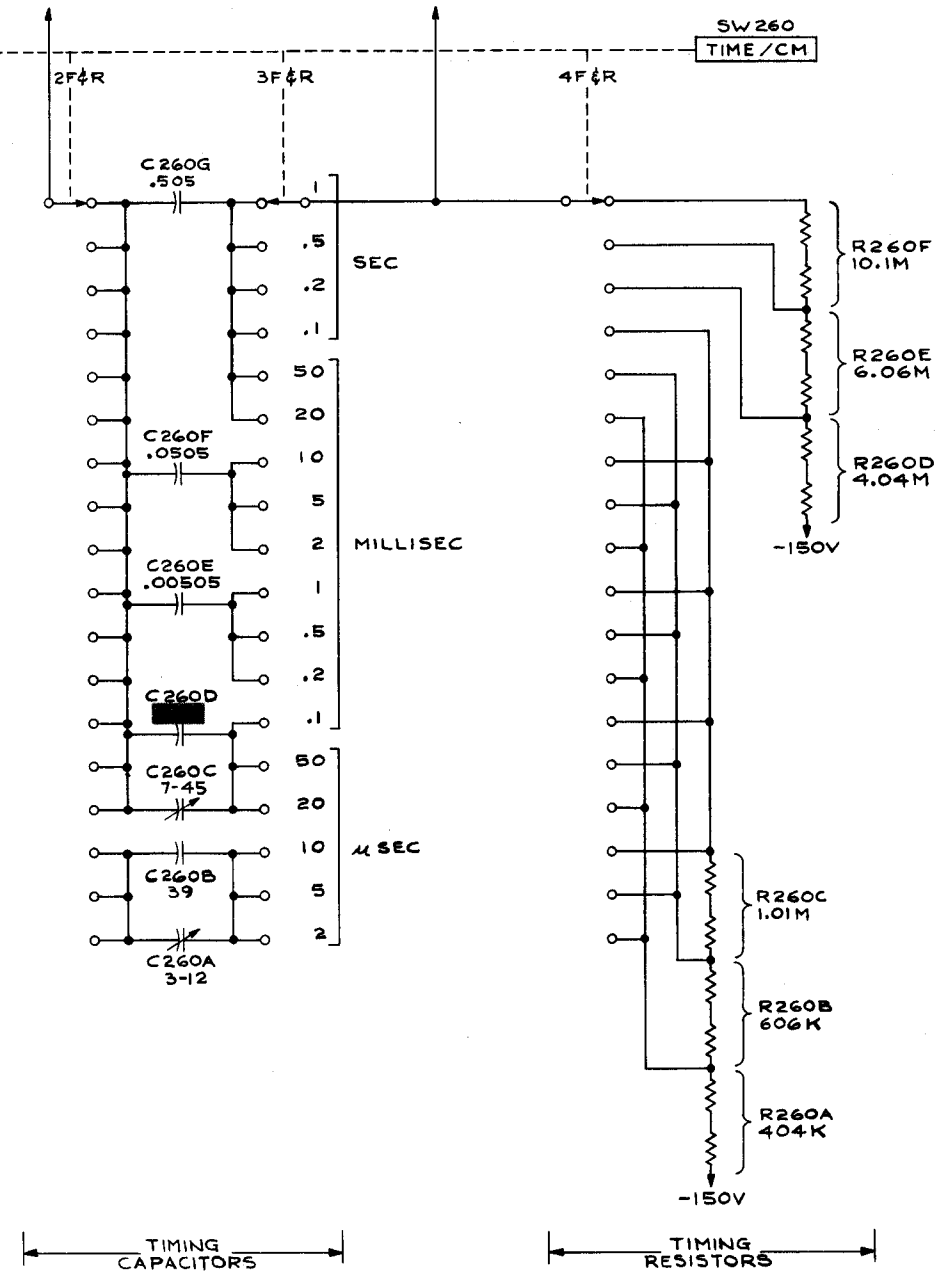 SW260
TIME/CM
2F&R
3F&R
4F&R
C260G
.505
1
.5
.2
.1
SEC
50
20
10
5
2
1
.5
.2
.1
MILLISEC
50
20
10
5
2
μSEC
C260F
.0505
C260E
.00505
C260D
C260C
7-45
C260B
39
C260A
3-12
R260F
10.1M
R260E
6.06M
R260D
4.04M
-150V
R260C
1.01M
R260B
606K
R260A
404K
-150V
TIMING
CAPACITORS
TIMING
RESISTORS